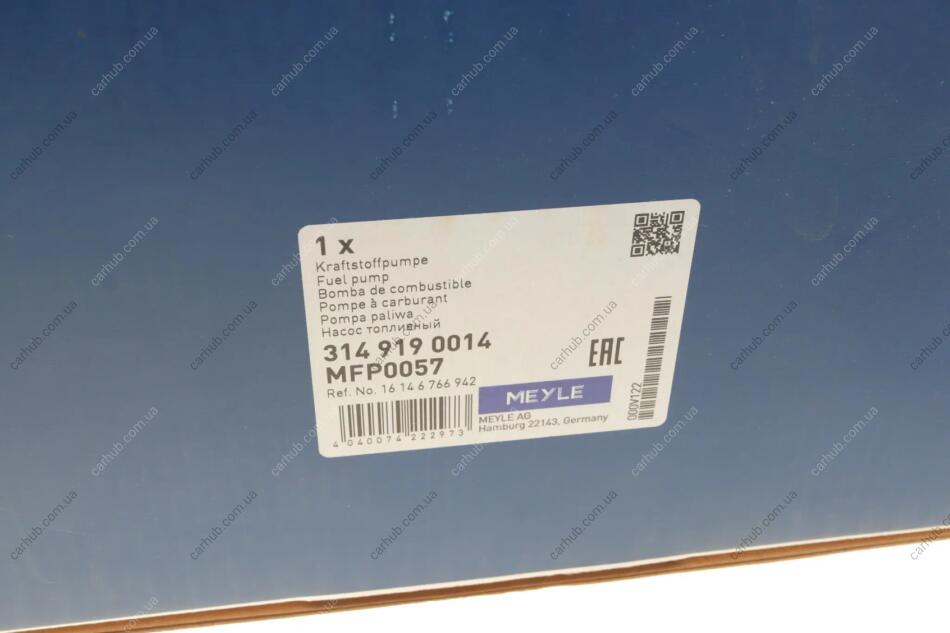 1 x
Kraftstoffpumpe
Fuel pump
Bomba de combustible
Pompe à carburant
Pompa paliwa
Насос топливный
314 919 0014
MFP0057
Ref. No. 16 14 6 766 942
4 040074 222973
MEYLE
MEYLE AG
Hamburg 22143, Germany
EAC
000V122
carhub.com.ua